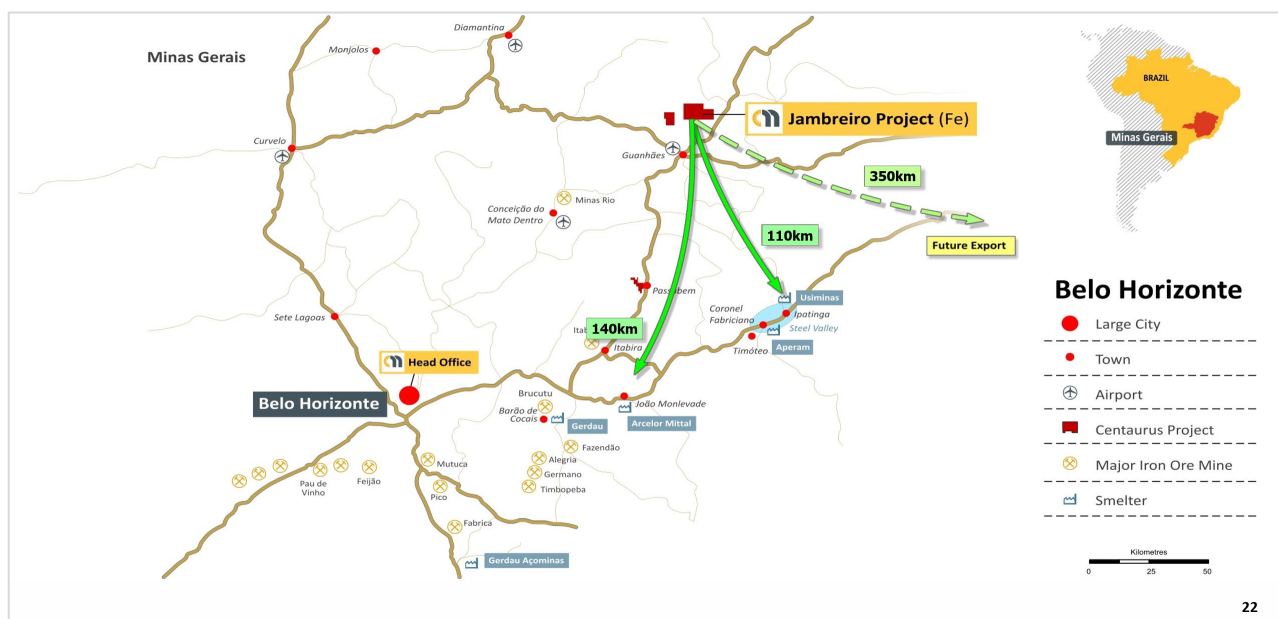 Diamantina
Minas Gerais
Monjolos
BRAZIL
Jambreiro Project (Fe)
Minas Gerais
Curvelo
Guanhães
350km
Minas Rio
Conceição do
Mato Dentro
110km
Future Export
Passabem
Usiminas
Coronel
Fabriciano
Ipatinga
Steel Valley
Sete Lagoas
140km
Itab
Itabira
Timóteo
Aperam
Head Office
Belo Horizonte
Brucutu
Barão de
Cocais
João Monlevade
Gerdau
Arcelor Mittal
Fazendão
Mutuca
Alegria
Germano
Timbopeba
Pau de
Vinho
Feijão
Pico
Fabrica
Gerdau Açominas
Belo Horizonte
Large City
Town
Airport
Centaurus Project
Major Iron Ore Mine
Smelter
Kilometres
0 25 50
22